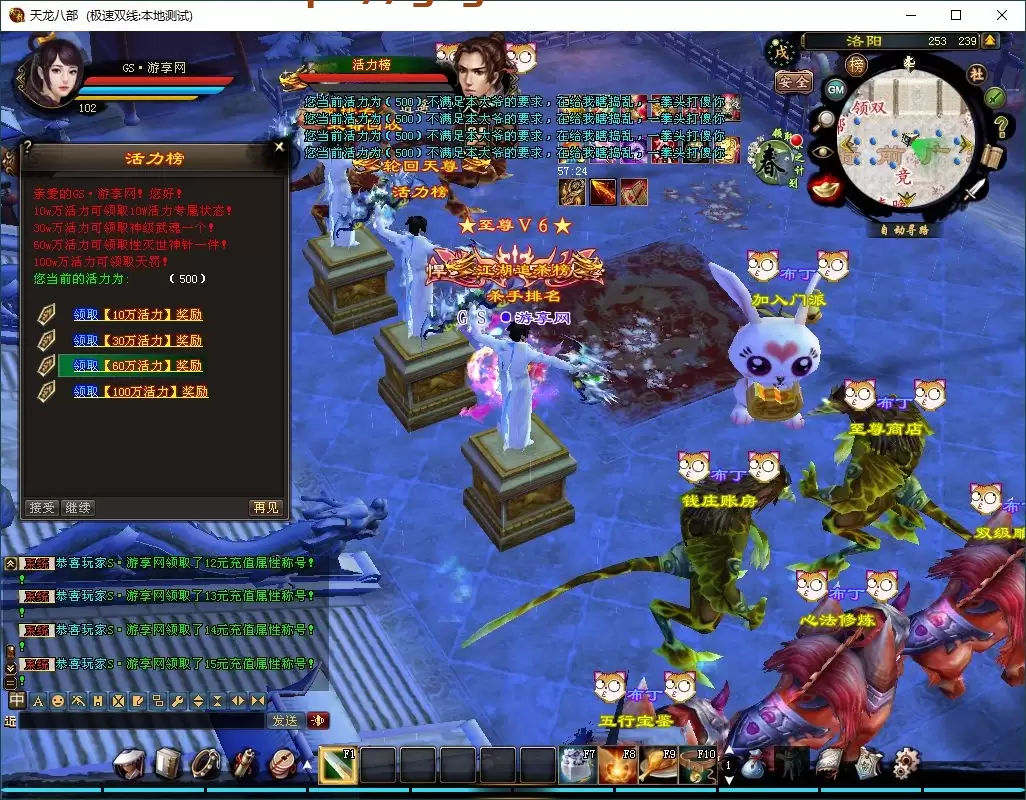 天龙八部 (极速双线:本地测试)
GS·游享网
102
活力榜
洛阳 253 239
安全
榜
社
GM
戌
春
您当前活力为（500）不满足本大爷的要求，在给我瞎捣乱，一拳头打傻你
您当前活力为（500）不满足本大爷的要求，在给我瞎捣乱，一拳头打傻你
您当前活力为（500）不满足本大爷的要求，在给我瞎捣乱，一拳头打傻你
您当前活力为（500）不满足本大爷的要求，在给我瞎捣乱，一拳头打傻你
57:24
自动寻路
轮回天尊
活力榜
★至尊V6★
江湖追杀榜
杀手排名
GS 游享网
布丁
加入门派
布丁
至尊商店
布丁
钱庄账房
布丁
双级雕
布丁
心法修炼
布丁
五行宝鉴
? 活力榜
亲爱的GS·游享网!您好!
10w万活力可领取10W活力专属状态!
30w万活力可领取神级武魂一个!
60w万活力可领取性灭世神针一件!
100w万活力可领取天罚!
您当前的活力为: （500）
领取【10万活力】奖励
领取【30万活力】奖励
领取【60万活力】奖励
领取【100万活力】奖励
接受 继续 再见
系统 恭喜玩家S·游享网领取了12元充值属性称号!
系统 恭喜玩家S·游享网领取了13元充值属性称号!
系统 恭喜玩家S·游享网领取了14元充值属性称号!
系统 恭喜玩家S·游享网领取了15元充值属性称号!
中 A H
近 发送
F1 F7 F8 F9 F10 1